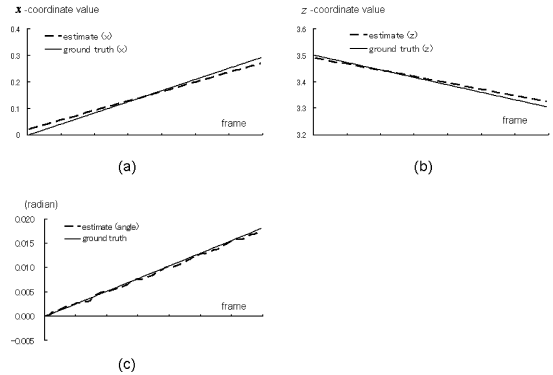 x -coordinate value
0.4
0.3
0.2
0.1
0
estimate (x)
ground truth (x)
frame
(a)
z -coordinate value
3.6
3.5
3.4
3.3
3.2
estimate (z)
ground truth (z)
frame
(b)
(radian)
0.020
0.015
0.010
0.005
0.000
-0.005
estimate (angle)
ground truth
frame
(c)